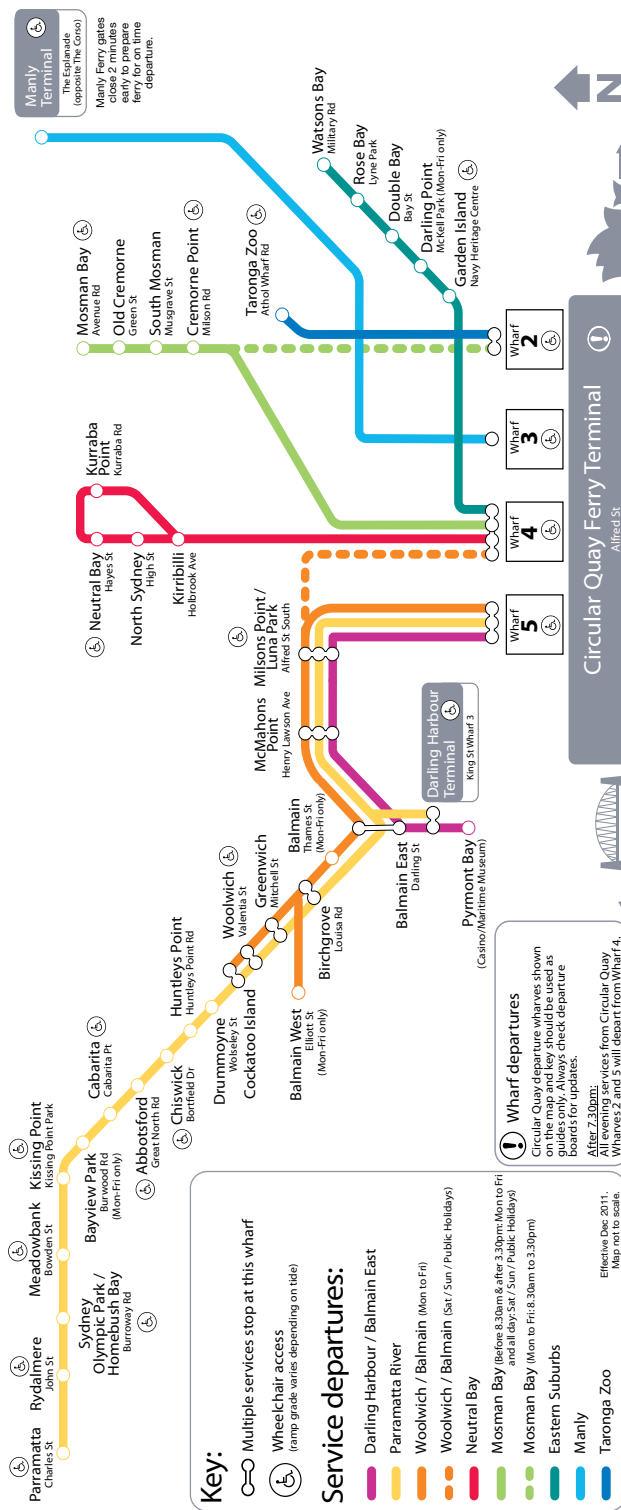 Parramatta
Charles St
Rydalmere
John St
Sydney
Olympic Park /
Homebush Bay
Burroway Rd
Meadowbank
Bowden St
Kissing Point
Kissing Point Park
Bayview Park
Burwood Rd
(Mon-Fri only)
Cabarita
Cabarita Pt
Abbotsford
Great North Rd
Chiswick
Bortfield Dr
Huntleys Point
Huntleys Point Rd
Drummoyne
Wolseley St
Cockatoo Island
Woolwich
Valentia St
Greenwich
Mitchell St
Balmain West
Elliott St
(Mon-Fri only)
Birchgrove
Louisa Rd
Balmain
Thames St
(Mon-Fri only)
Balmain East
Darling St
Pyrmont Bay
(Casino/Maritime Museum)
Darling Harbour
Terminal
King St Wharf 3
McMahons
Point
Henry Lawson Ave
Milsons Point /
Luna Park
Alfred St South
Neutral Bay
Hayes St
North Sydney
High St
Kirribilli
Holbrook Ave
Kurraba
Point
Kurraba Rd
Mosman Bay
Avenue Rd
Old Cremorne
Green St
South Mosman
Musgrave St
Cremorne Point
Milson Rd
Taronga Zoo
Athol Wharf Rd
Manly
Terminal
The Esplanade
(opposite The Corso)
Manly Ferry gates
close 2 minutes
early to prepare
ferry for on time
departure.
Watsons Bay
Military Rd
Rose Bay
Lyne Park
Double Bay
Bay St
Darling Point
McKell Park (Mon-Fri only)
Garden Island
Navy Heritage Centre
Wharf
5
Wharf
4
Wharf
3
Wharf
2
Circular Quay Ferry Terminal
!
Alfred St
N
Key:
Multiple services stop at this wharf
Wheelchair access
(ramp grade varies depending on tide)
Service departures:
Darling Harbour / Balmain East
Parramatta River
Woolwich / Balmain (Mon to Fri)
Woolwich / Balmain (Sat / Sun / Public Holidays)
Neutral Bay
Mosman Bay (Before 8.30am & after 3.30pm: Mon to Fri
and all day: Sat / Sun / Public Holidays)
Mosman Bay (Mon to Fri: 8.30am to 3.30pm)
Eastern Suburbs
Manly
Taronga Zoo
Effective Dec 2011.
Map not to scale.
! Wharf departures
Circular Quay departure wharves shown
on the map and key should be used as
guides only. Always check departure
boards for updates.
After 7.30pm:
All evening services from Circular Quay
Wharves 2 and 5 will depart from Wharf 4.